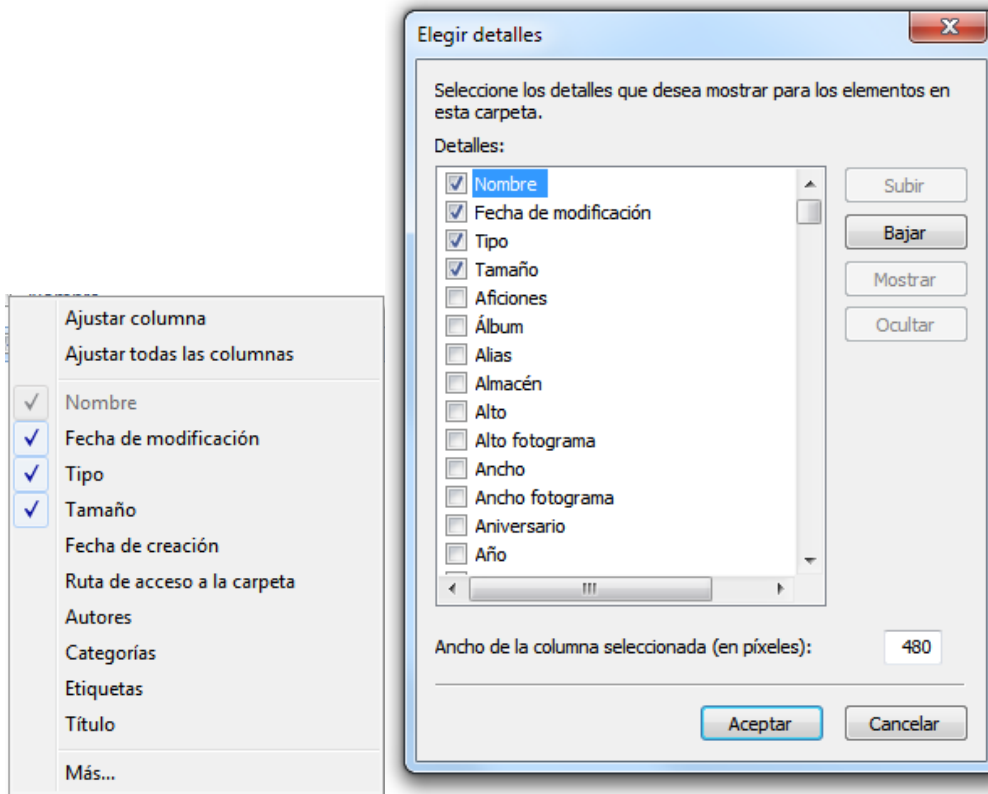 Ajustar columna
Ajustar todas las columnas
Nombre
Fecha de modificación
Tipo
Tamaño
Fecha de creación
Ruta de acceso a la carpeta
Autores
Categorías
Etiquetas
Título
Más...
Elegir detalles
Seleccione los detalles que desea mostrar para los elementos en
esta carpeta.
Detalles:
Nombre
Fecha de modificación
Tipo
Tamaño
Aficiones
Álbum
Alias
Almacén
Alto
Alto fotograma
Ancho
Ancho fotograma
Aniversario
Año
Subir
Bajar
Mostrar
Ocultar
Ancho de la columna seleccionada (en píxeles): 480
Aceptar Cancelar